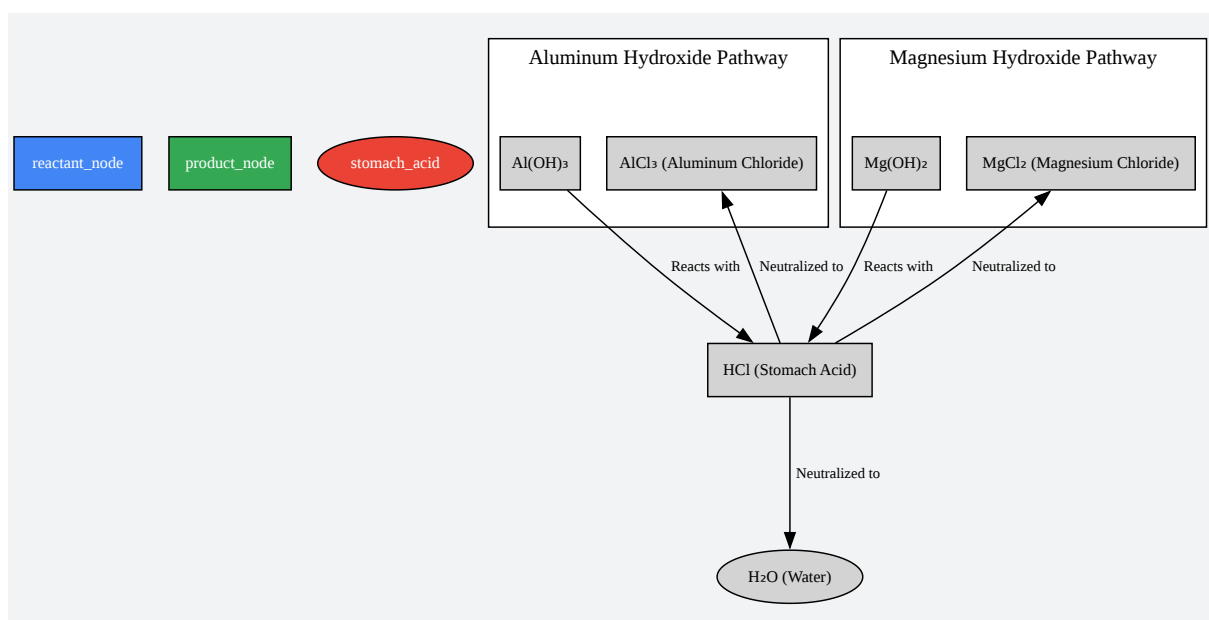 Aluminum Hydroxide Pathway
Magnesium Hydroxide Pathway
reactant_node
product_node
stomach_acid
Al(OH)₃
AlCl₃ (Aluminum Chloride)
Mg(OH)₂
MgCl₂ (Magnesium Chloride)
Reacts with
Neutralized to
Reacts with
Neutralized to
HCl (Stomach Acid)
Neutralized to
H₂O (Water)